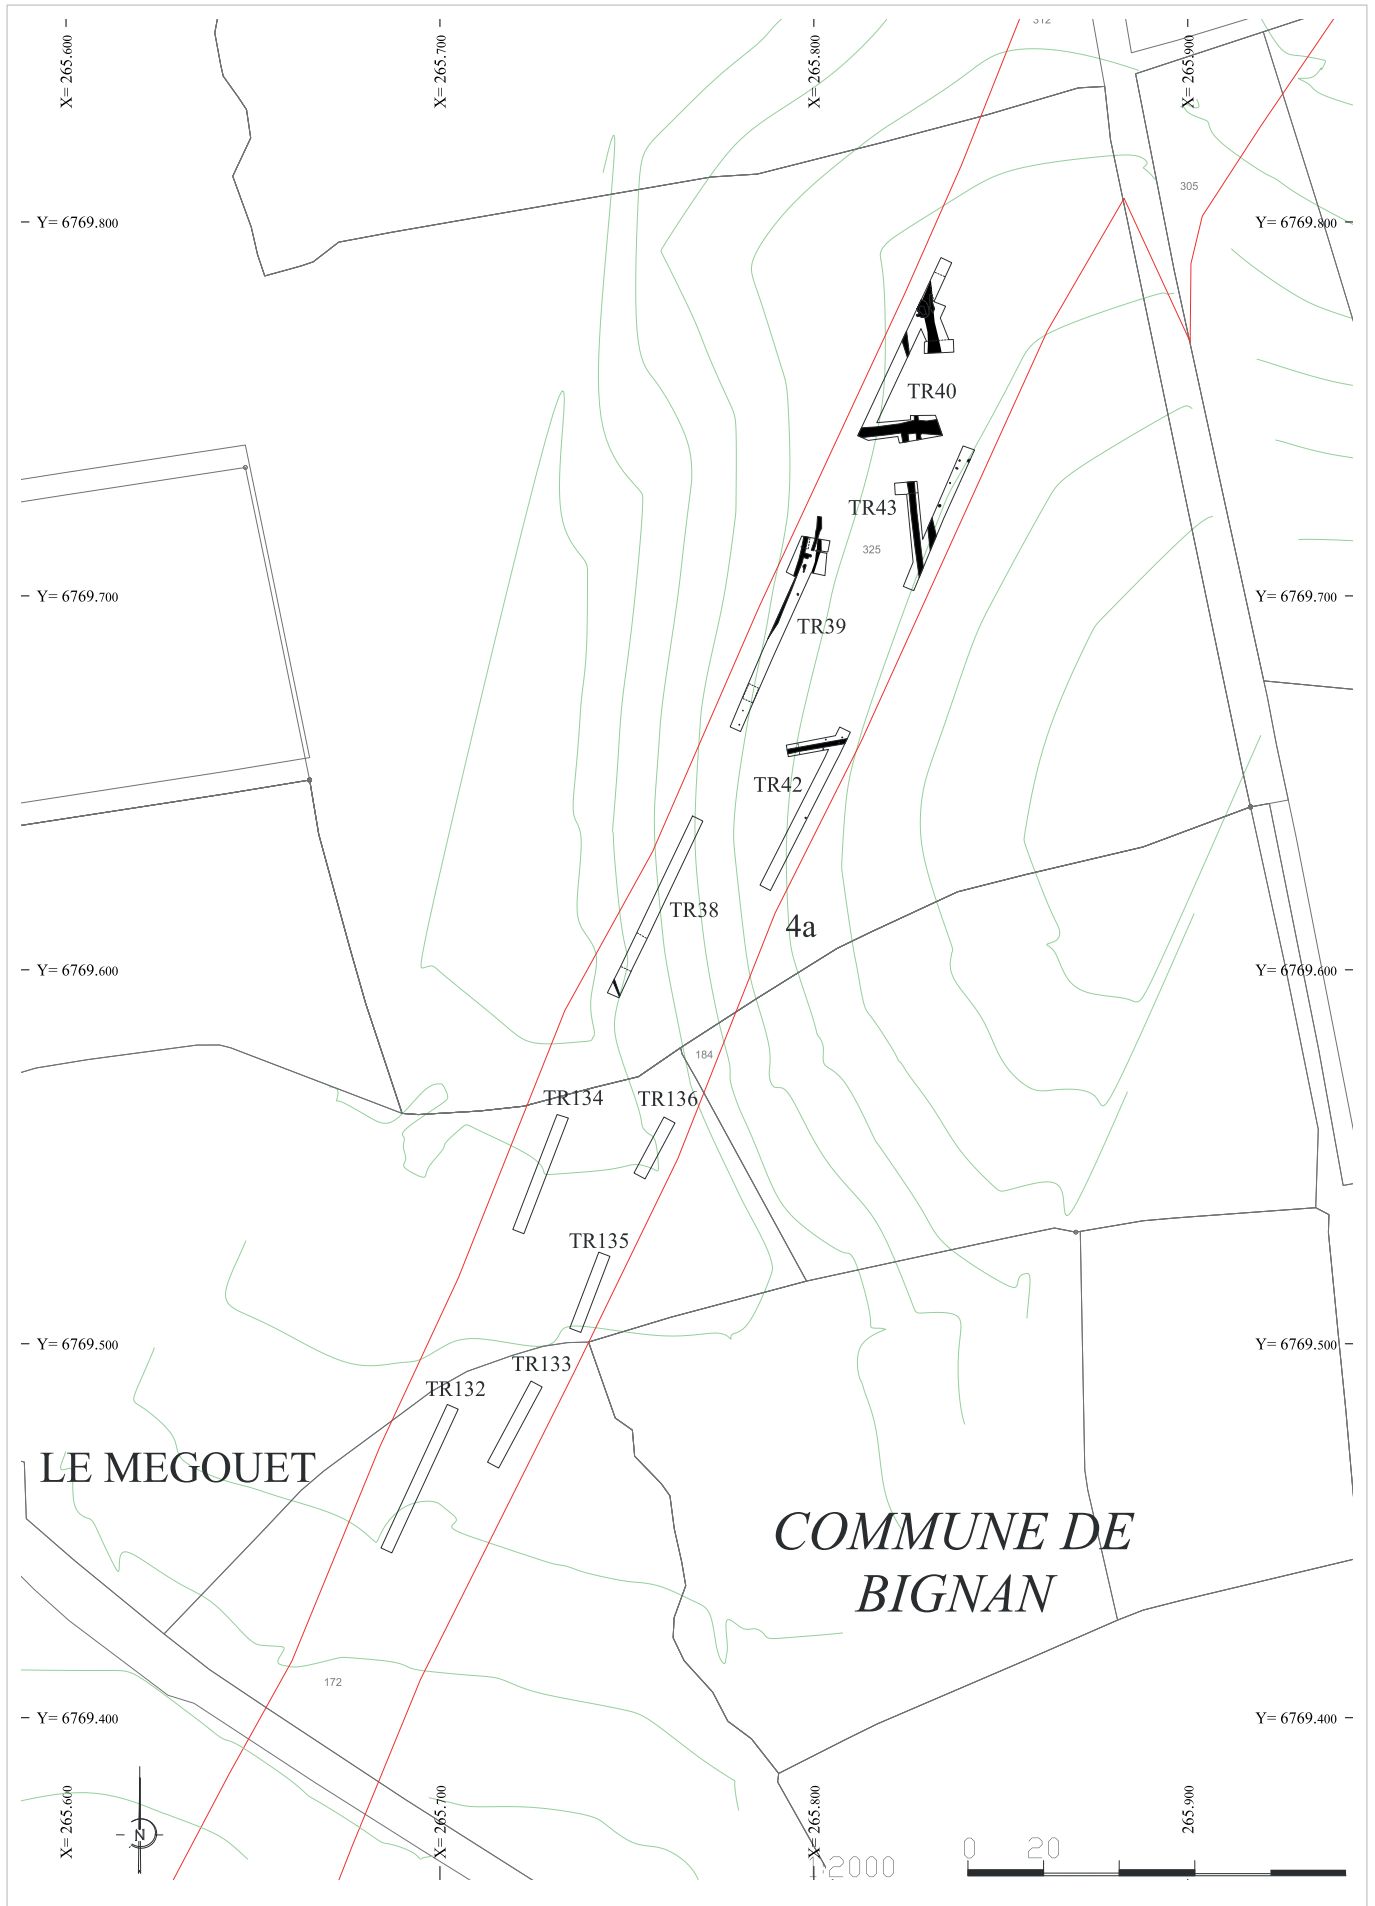 X= 265.600
X= 265.700
X= 265.800
X= 265.900
312
305
Y= 6769.800
Y= 6769.800
TR40
TR43
325
Y= 6769.700
Y= 6769.700
TR39
TR42
TR38
4a
Y= 6769.600
Y= 6769.600
184
TR134
TR136
TR135
Y= 6769.500
Y= 6769.500
TR133
TR132
LE MEGOUET
COMMUNE DE
BIGNAN
172
Y= 6769.400
Y= 6769.400
X= 265.600
X= 265.700
X= 265.800
265.900
N
0 20
1:2000